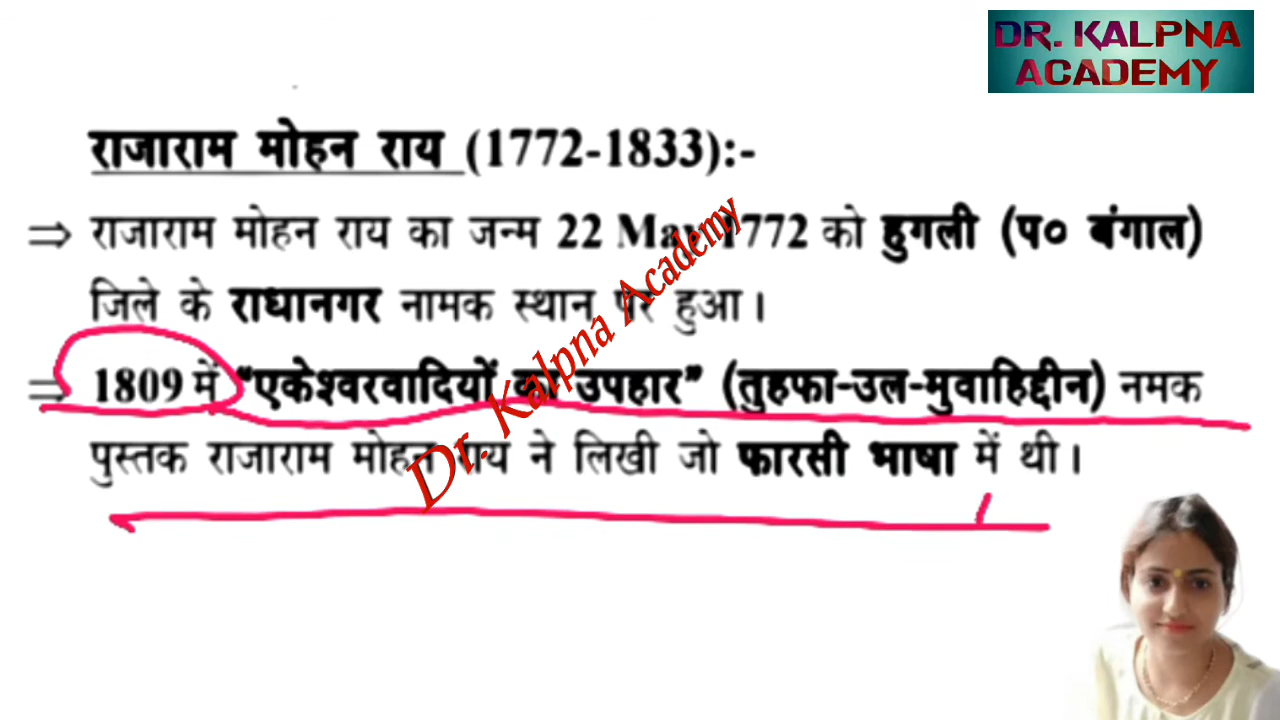 DR. KALPNA
ACADEMY
राजाराम मोहन राय (1772-1833):-
⇒ राजाराम मोहन राय का जन्म 22 May 1772 को हुगली (प० बंगाल)
जिले के राधानगर नामक स्थान पर हुआ।
⇒ 1809 में "एकेश्वरवादियों का उपहार" (तुहफा-उल-मुवाहिद्दीन) नमक
पुस्तक राजाराम मोहन राय ने लिखी जो फारसी भाषा में थी।
Dr. Kalpna Academy